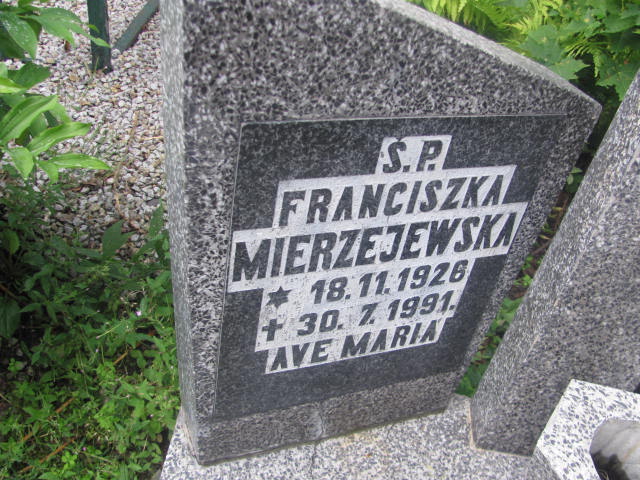 S.P.
FRANCISZKA
MIERZEJEWSKA
* 18.11.1926
+ 30.7.1991.
AVE MARIA